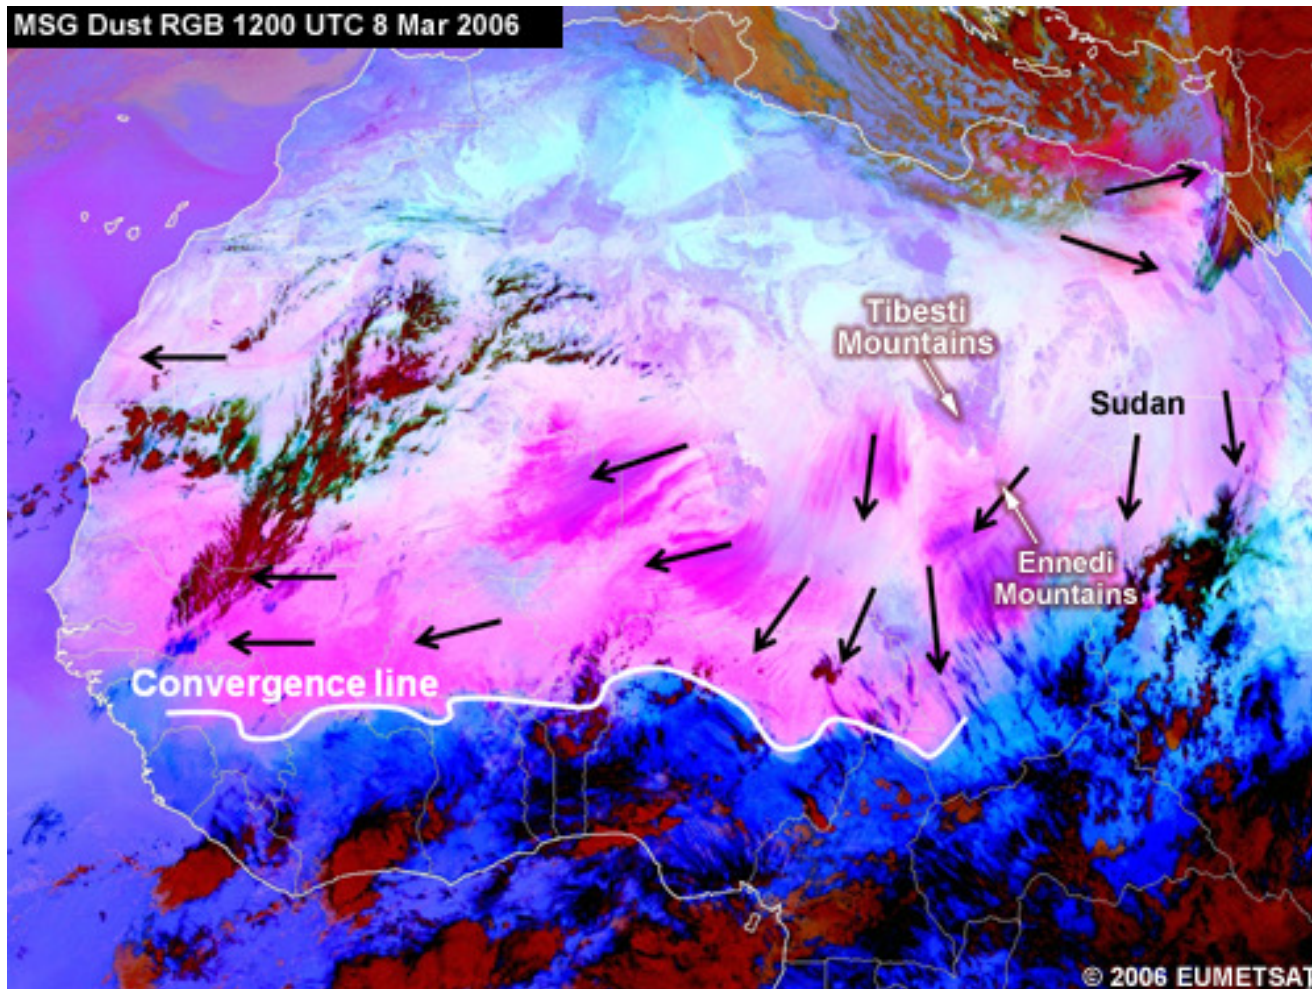 MSG Dust RGB 1200 UTC 8 Mar 2006
Tibesti
Mountains
Sudan
Ennedi
Mountains
Convergence line
© 2006 EUMETSAT